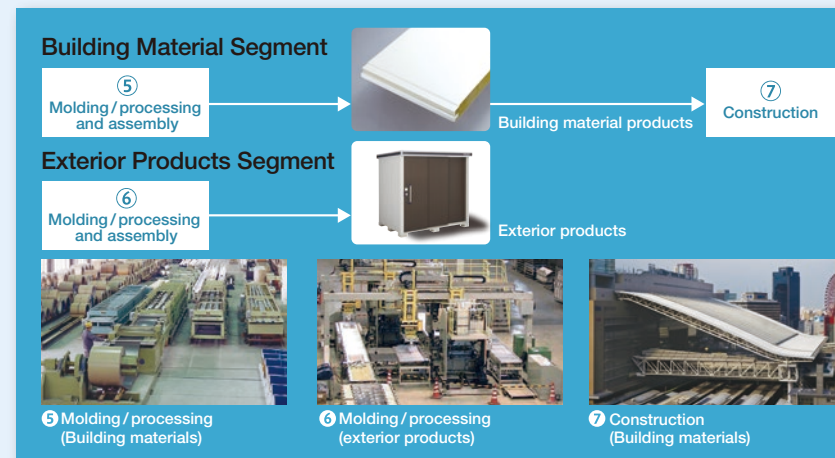 Building Material Segment
⑤
Molding / processing
and assembly
Building material products
⑦
Construction
Exterior Products Segment
⑥
Molding / processing
and assembly
Exterior products
❺ Molding / processing
(Building materials)
❻ Molding / processing
(exterior products)
❼ Construction
(Building materials)